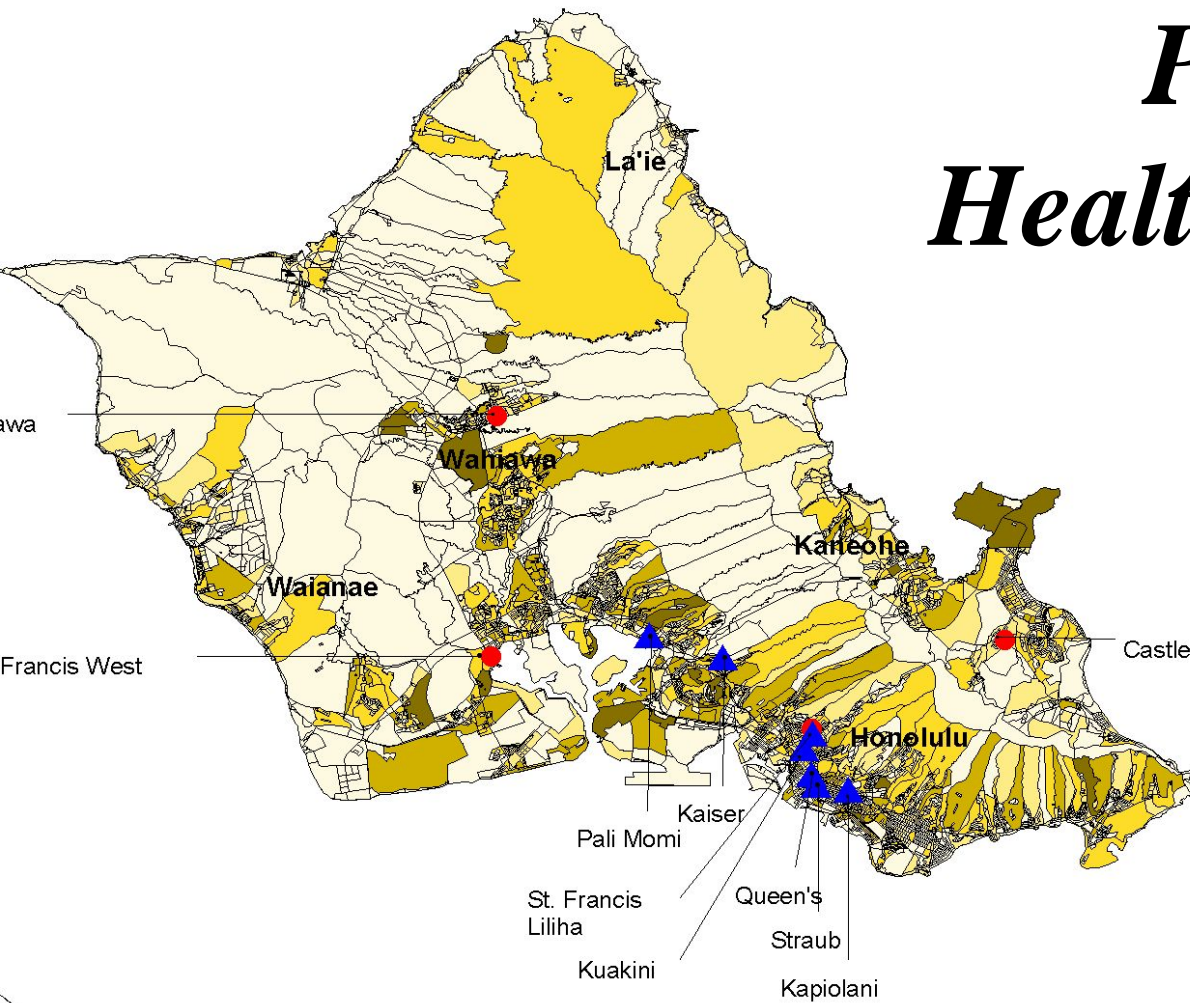 P
Healt
La'ie
awa
Wahiawa
Kaneohe
Waianae
Castle
Francis West
Honolulu
Kaiser
Pali Momi
St. Francis
Liliha
Queen's
Straub
Kuakini
Kapiolani